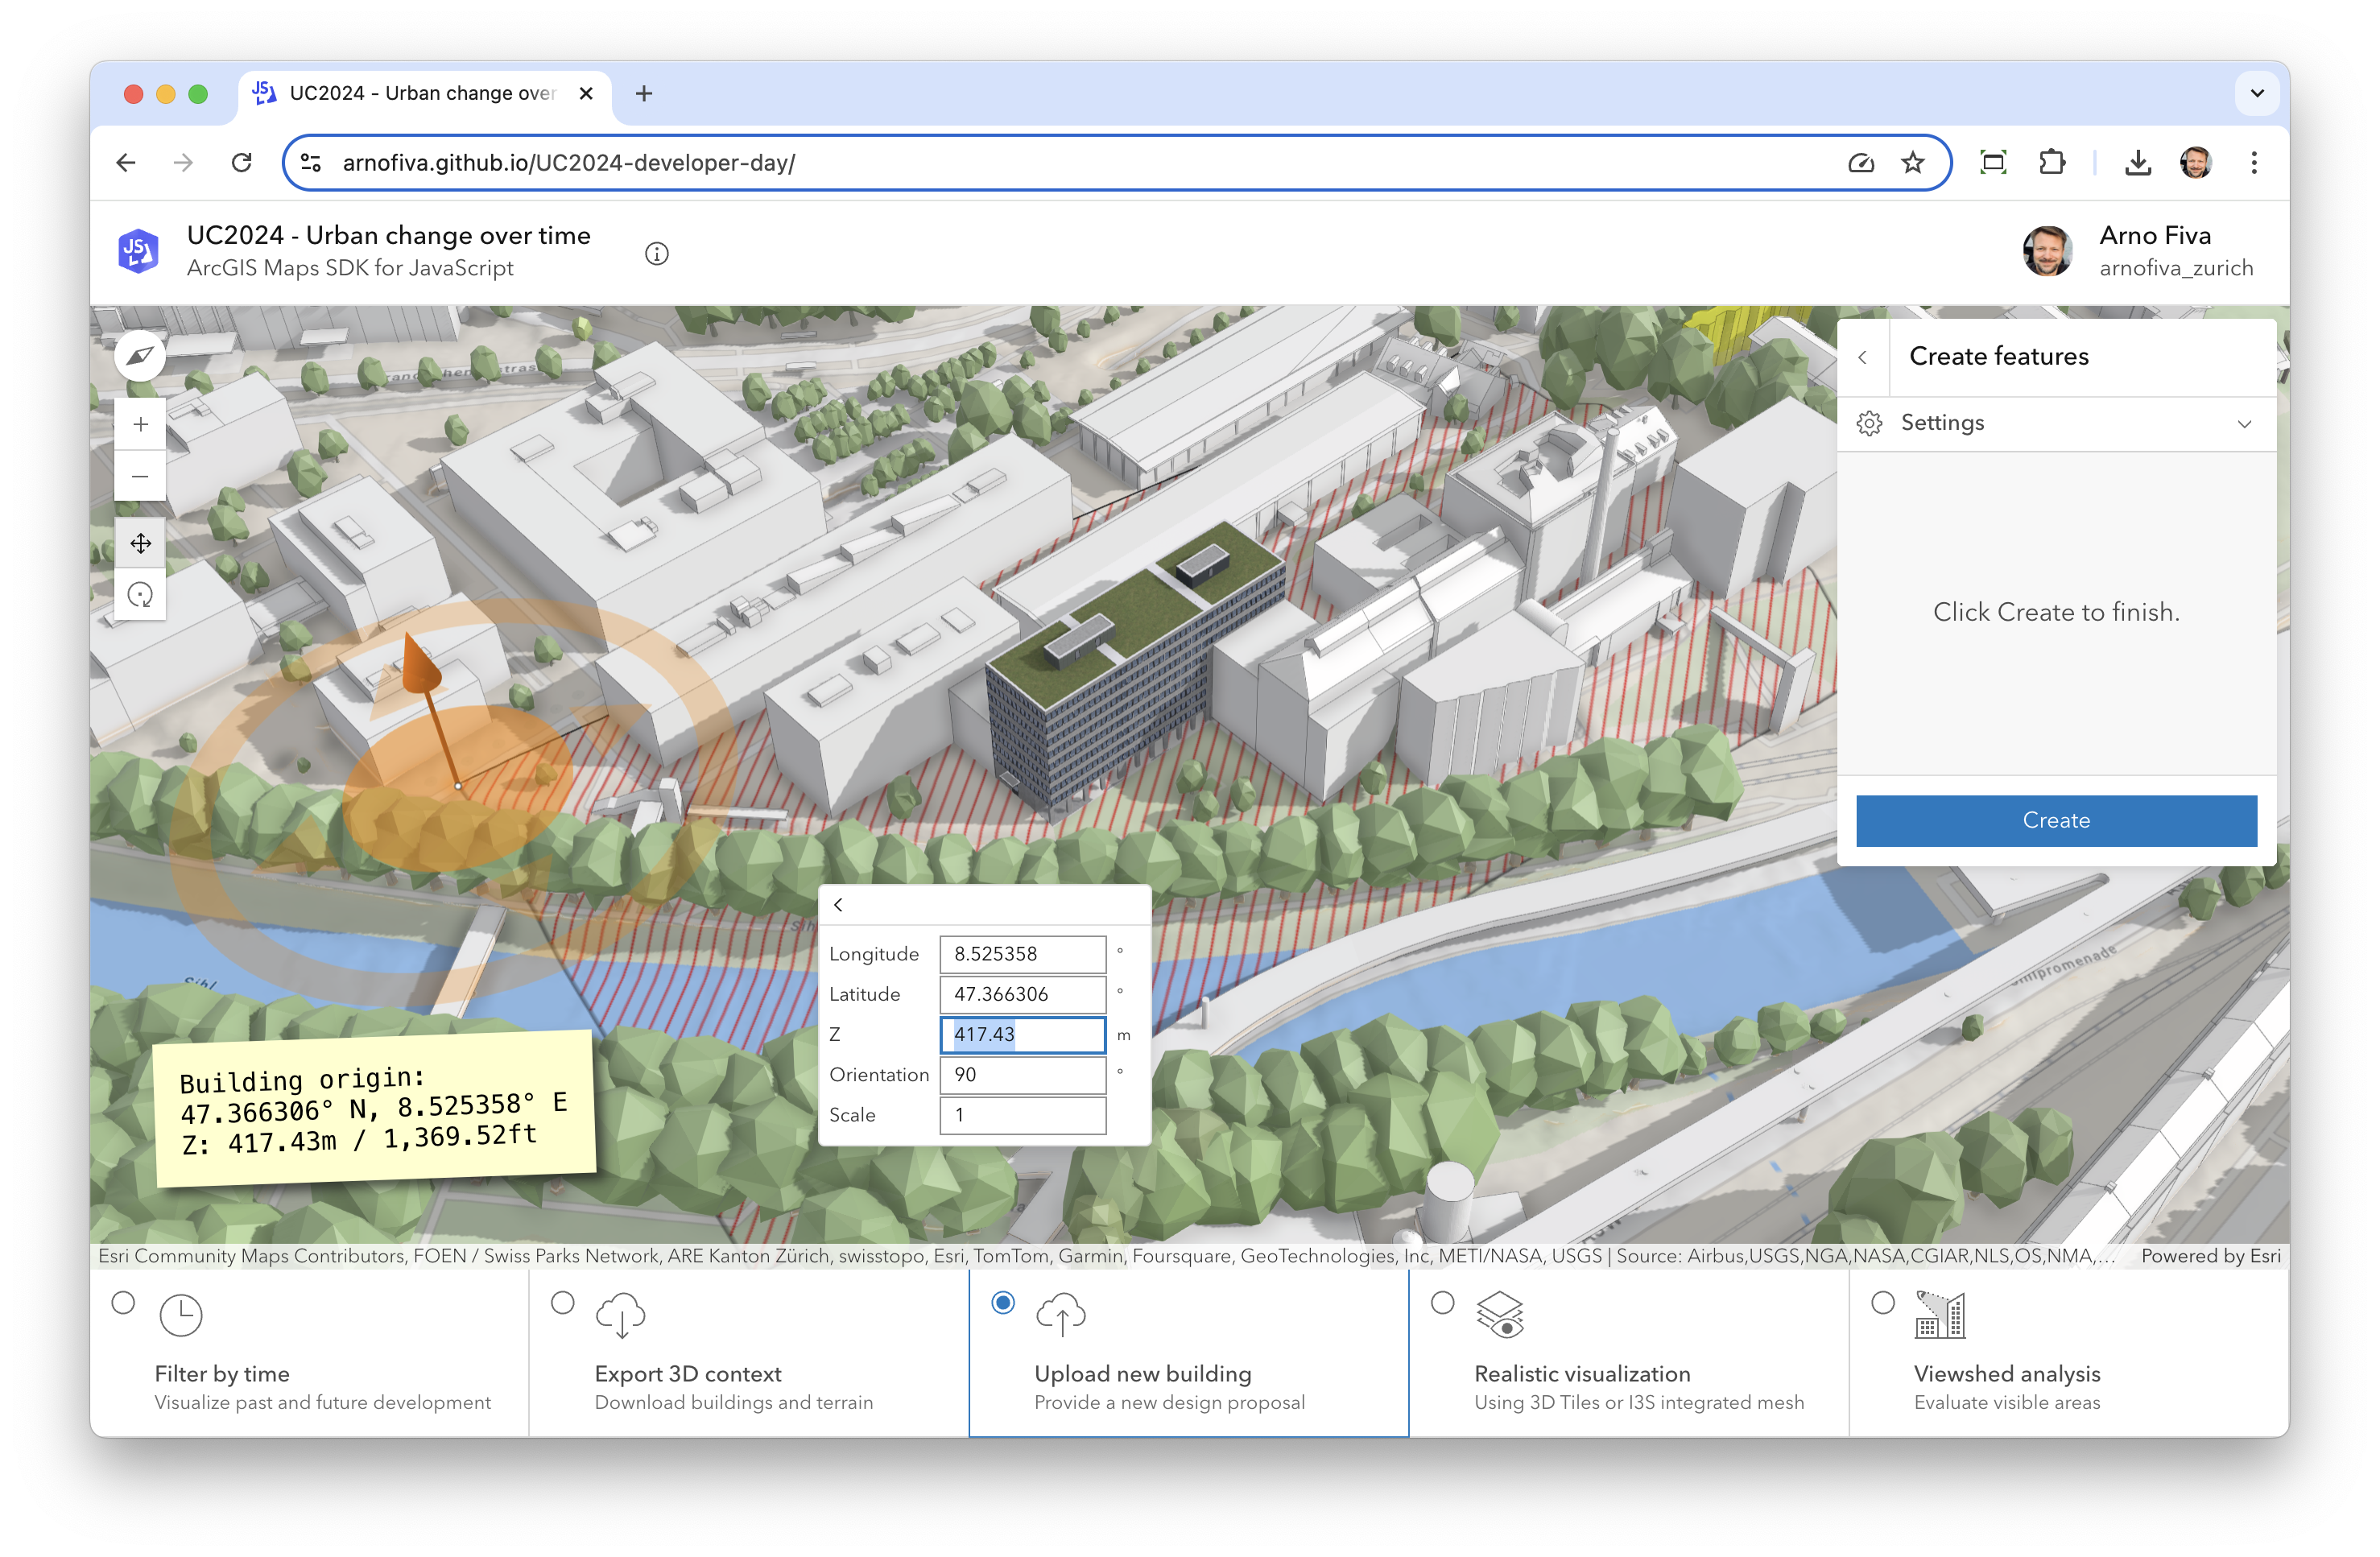 UC2024 - Urban change over
arnofiva.github.io/UC2024-developer-day/
UC2024 - Urban change over time
ArcGIS Maps SDK for JavaScript
Arno Fiva
arnofiva_zurich
Create features
Settings
Click Create to finish.
Create
Longitude 8.525358 °
Latitude 47.366306 °
Z 417.43 m
Orientation 90 °
Scale 1
Sihl
Building origin:
47.366306° N, 8.525358° E
Z: 417.43m / 1,369.52ft
Esri Community Maps Contributors, FOEN / Swiss Parks Network, ARE Kanton Zürich, swisstopo, Esri, TomTom, Garmin, Foursquare, GeoTechnologies, Inc, METI/NASA, USGS | Source: Airbus,USGS,NGA,NASA,CGIAR,NLS,OS,NMA,... Powered by Esri
Filter by time
Visualize past and future development
Export 3D context
Download buildings and terrain
Upload new building
Provide a new design proposal
Realistic visualization
Using 3D Tiles or I3S integrated mesh
Viewshed analysis
Evaluate visible areas